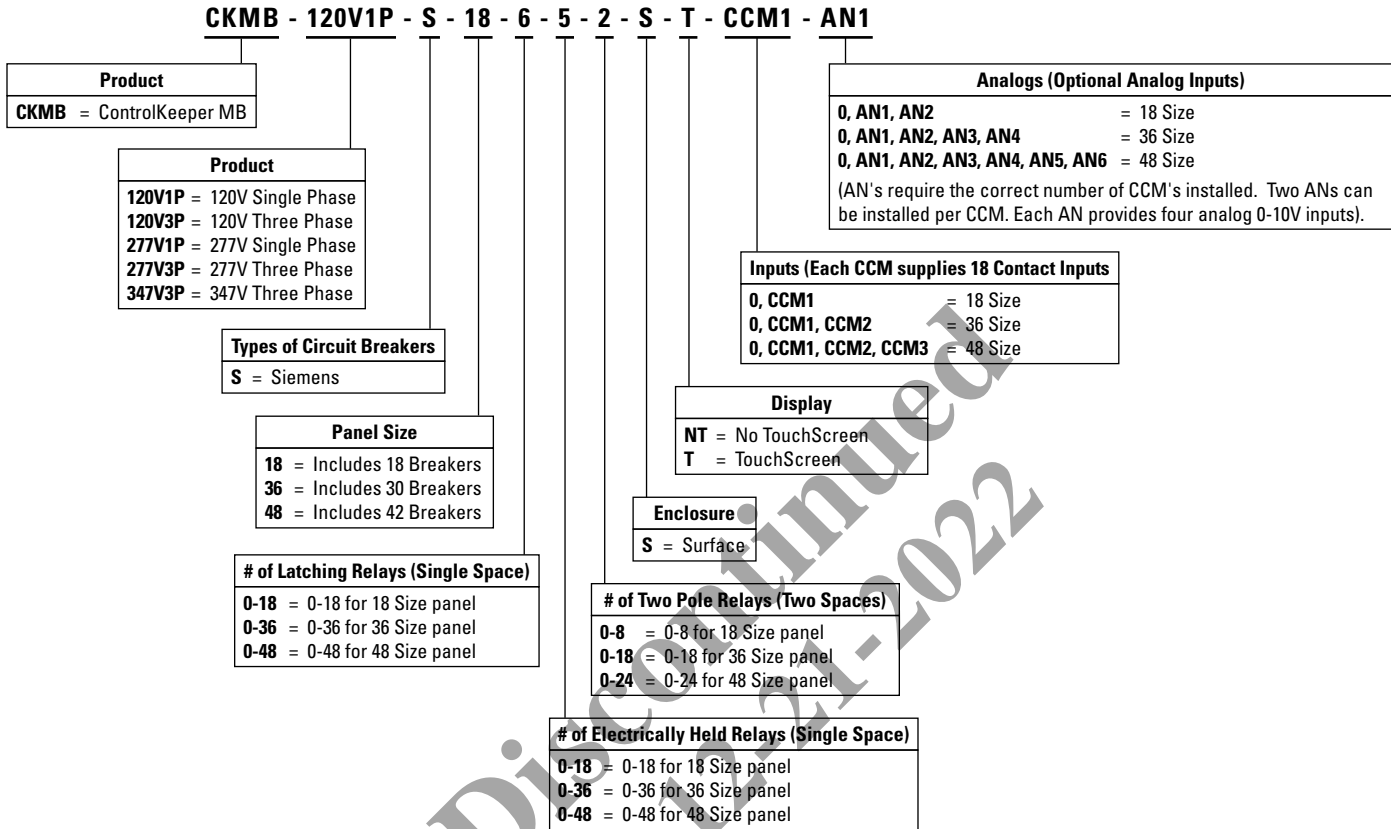 CKMB - 120V1P - S - 18 - 6 - 5 - 2 - S - T - CCM1 - AN1
Product
CKMB = ControlKeeper MB
Product
120V1P = 120V Single Phase
120V3P = 120V Three Phase
277V1P = 277V Single Phase
277V3P = 277V Three Phase
347V3P = 347V Three Phase
Types of Circuit Breakers
S = Siemens
Panel Size
18 = Includes 18 Breakers
36 = Includes 30 Breakers
48 = Includes 42 Breakers
# of Latching Relays (Single Space)
0-18 = 0-18 for 18 Size panel
0-36 = 0-36 for 36 Size panel
0-48 = 0-48 for 48 Size panel
# of Electrically Held Relays (Single Space)
0-18 = 0-18 for 18 Size panel
0-36 = 0-36 for 36 Size panel
0-48 = 0-48 for 48 Size panel
# of Two Pole Relays (Two Spaces)
0-8 = 0-8 for 18 Size panel
0-18 = 0-18 for 36 Size panel
0-24 = 0-24 for 48 Size panel
Enclosure
S = Surface
Display
NT = No TouchScreen
T = TouchScreen
Inputs (Each CCM supplies 18 Contact Inputs
0, CCM1 = 18 Size
0, CCM1, CCM2 = 36 Size
0, CCM1, CCM2, CCM3 = 48 Size
Analogs (Optional Analog Inputs)
0, AN1, AN2 = 18 Size
0, AN1, AN2, AN3, AN4 = 36 Size
0, AN1, AN2, AN3, AN4, AN5, AN6 = 48 Size
(AN's require the correct number of CCM's installed. Two ANs can
be installed per CCM. Each AN provides four analog 0-10V inputs).
Discontinued
12-21-2022